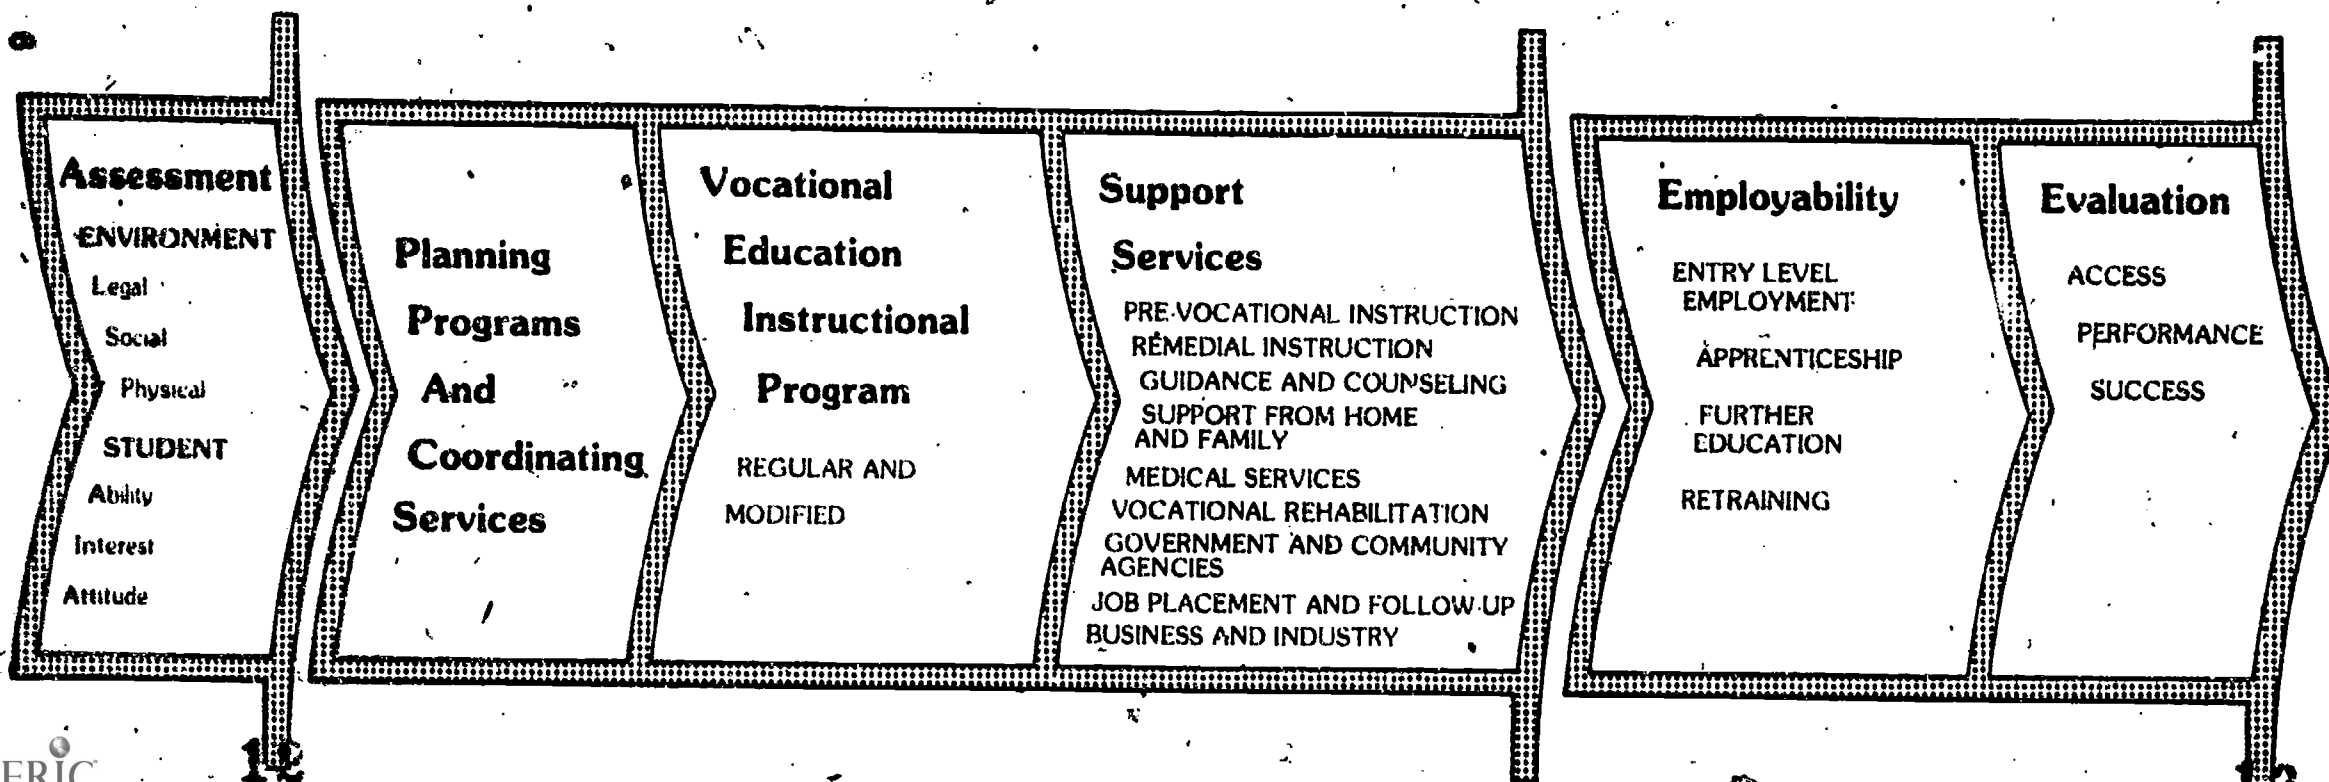 Assessment
ENVIRONMENT
Legal
Social
Physical
STUDENT
Ability
Interest
Attitude
Planning
Programs
And
Coordinating
Services
Vocational
Education
Instructional
Program
REGULAR AND
MODIFIED
Support
Services
PRE-VOCATIONAL INSTRUCTION
REMEDIAL INSTRUCTION
GUIDANCE AND COUNSELING
SUPPORT FROM HOME
AND FAMILY
MEDICAL SERVICES
VOCATIONAL REHABILITATION
GOVERNMENT AND COMMUNITY
AGENCIES
JOB PLACEMENT AND FOLLOW-UP
BUSINESS AND INDUSTRY
Employability
ENTRY LEVEL
EMPLOYMENT
APPRENTICESHIP
FURTHER
EDUCATION
RETRAINING
Evaluation
ACCESS
PERFORMANCE
SUCCESS
ERIC